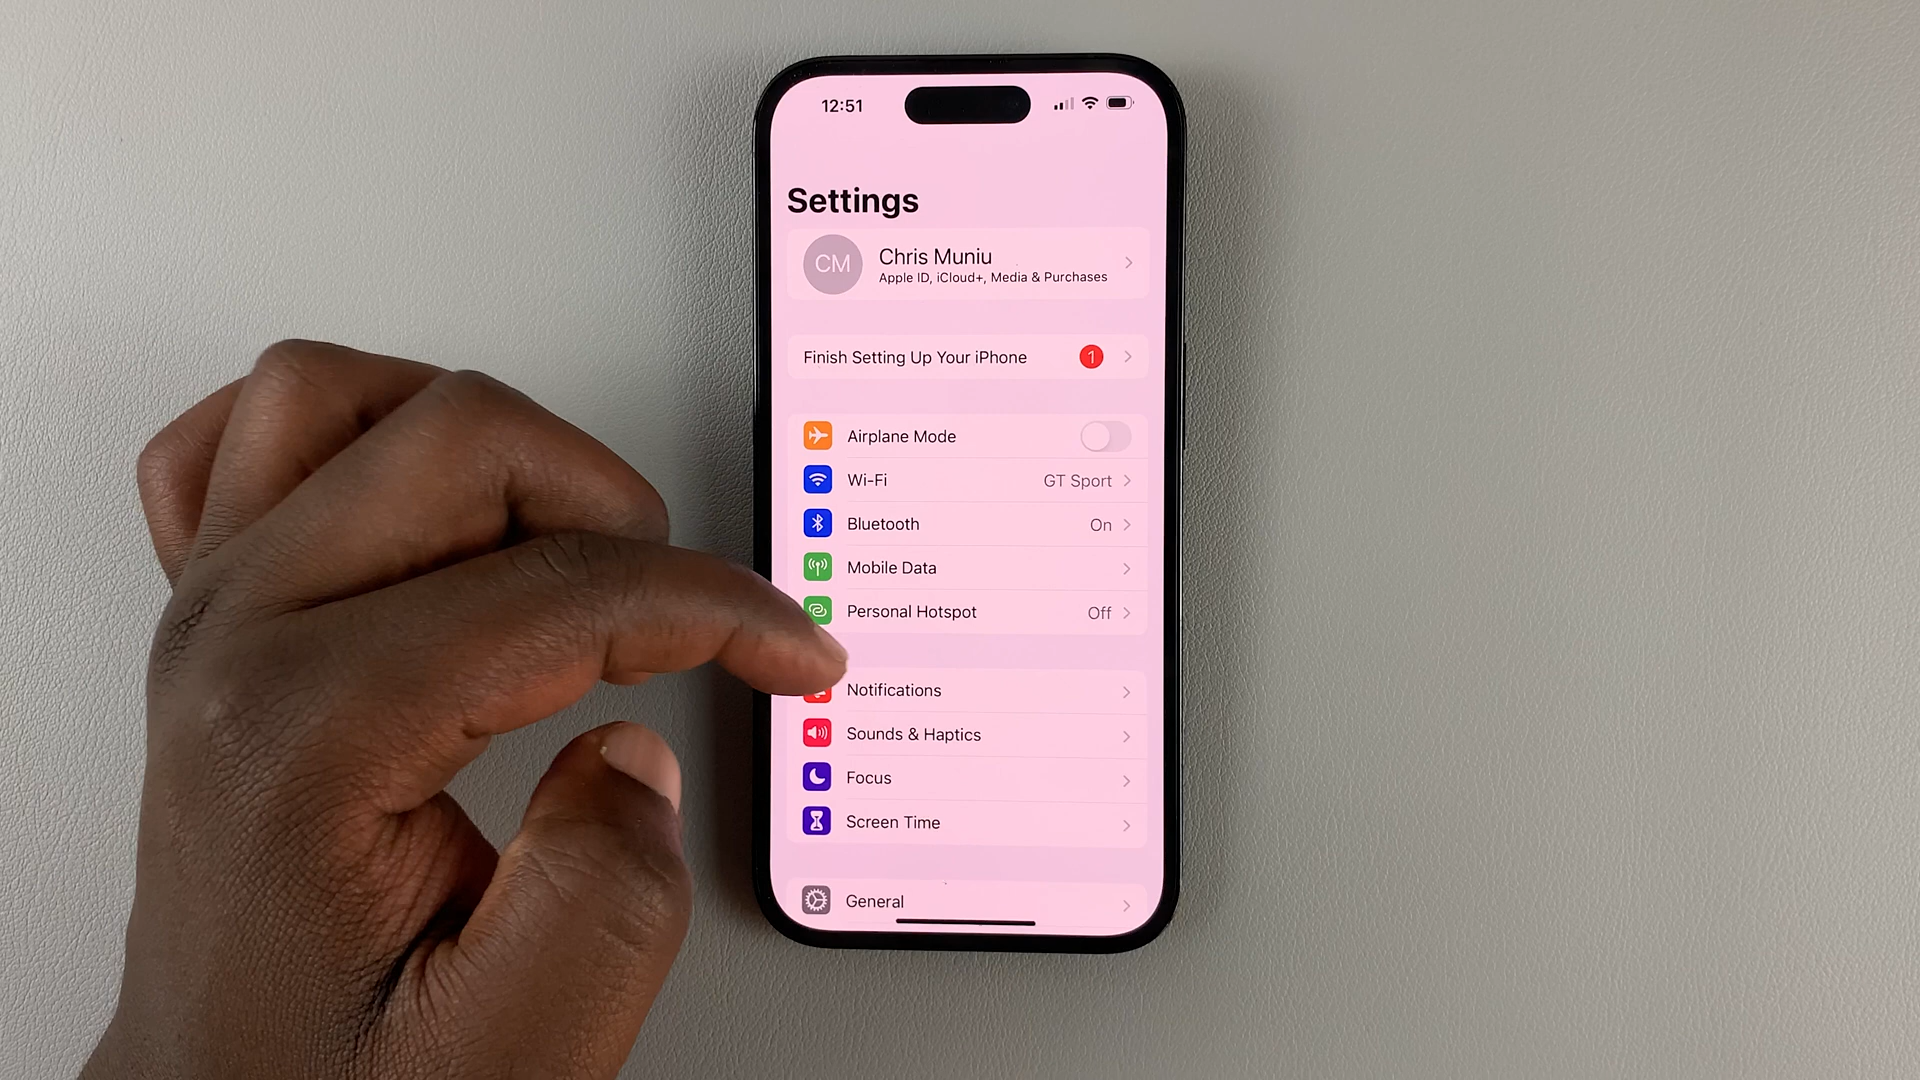 12:51
Settings
CM
Chris Muniu
Apple ID, iCloud+, Media & Purchases
Finish Setting Up Your iPhone 1
Airplane Mode
Wi-Fi GT Sport
Bluetooth On
Mobile Data
Personal Hotspot Off
Notifications
Sounds & Haptics
Focus
Screen Time
General